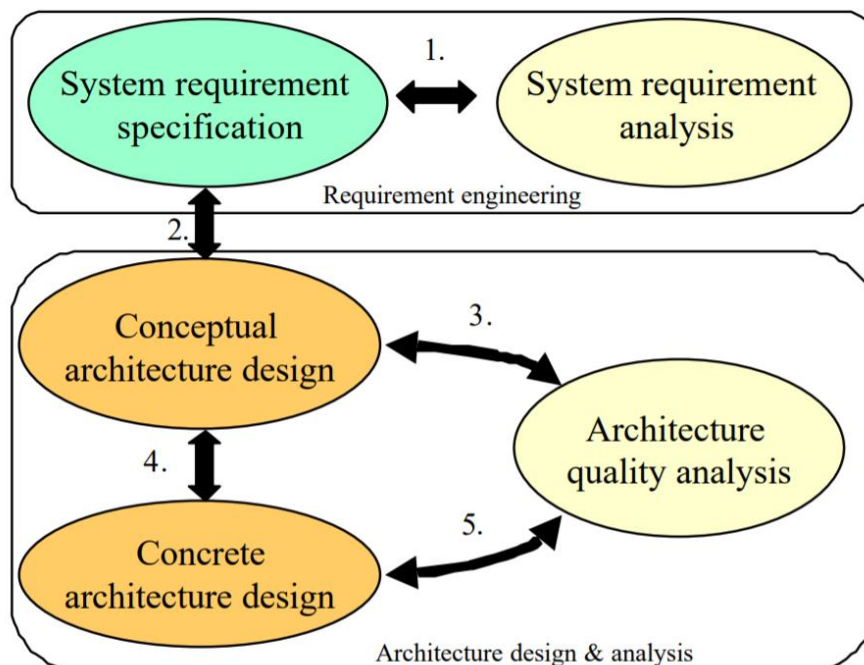 1.
System requirement
specification
System requirement
analysis
Requirement engineering
2.
Conceptual
architecture design
3.
Architecture
quality analysis
4.
Concrete
architecture design
5.
Architecture design & analysis